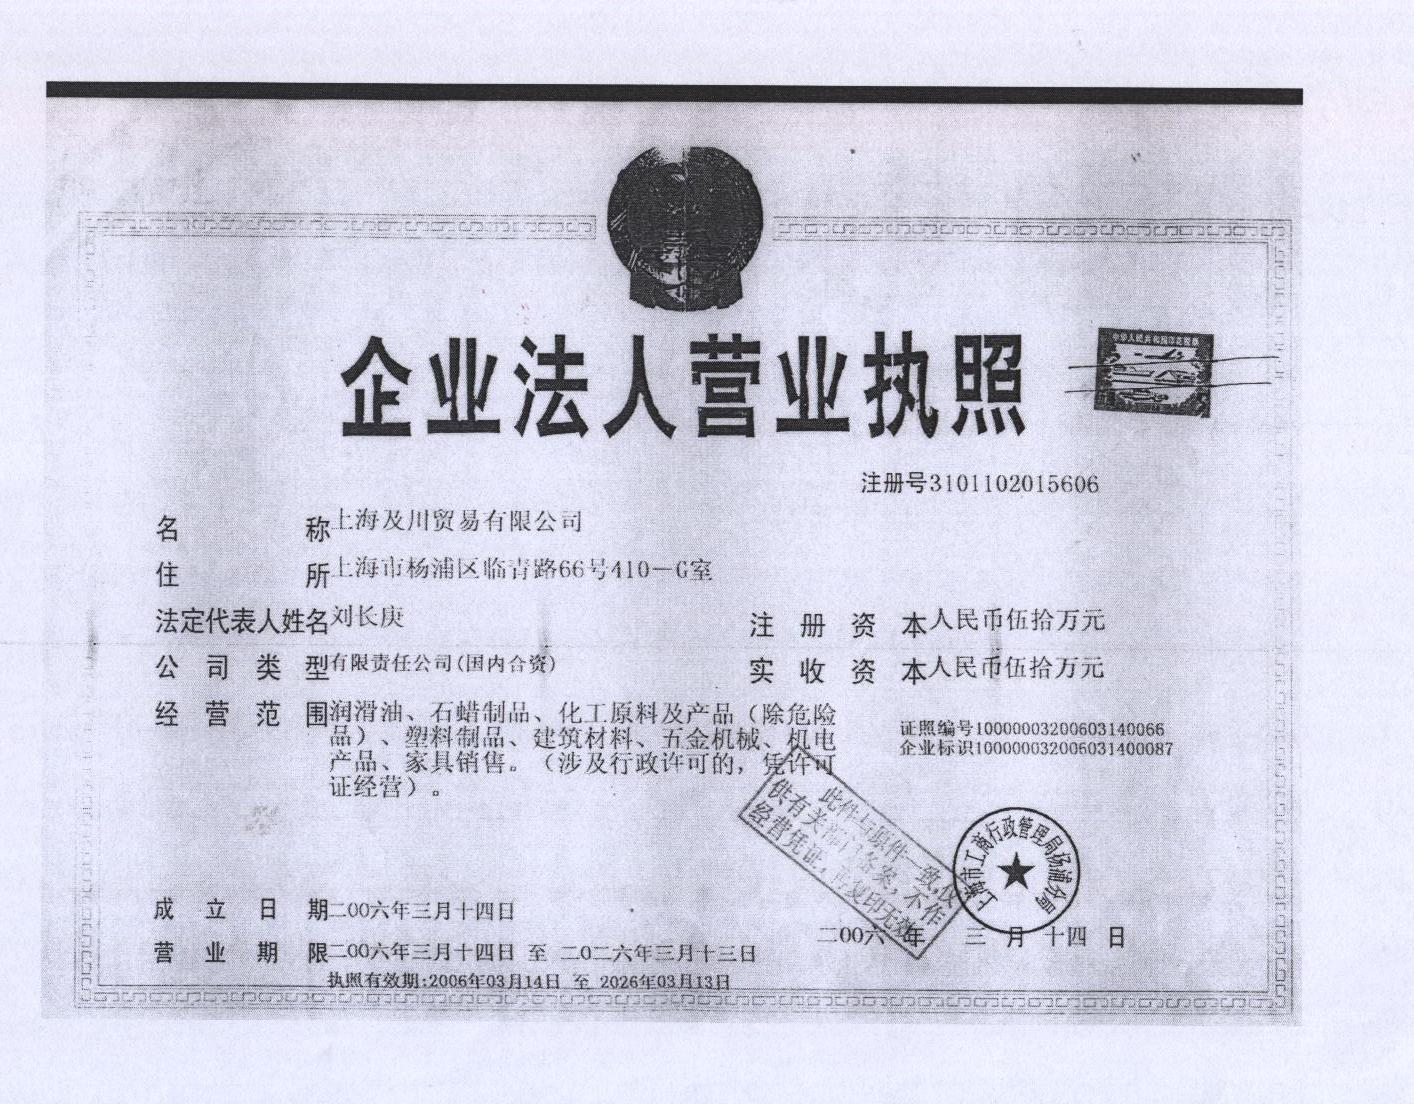 企业法人营业执照
中华人民共和国印花税票
注册号3101102015606
名称 上海及川贸易有限公司
住所 上海市杨浦区临青路66号410-G室
法定代表人姓名 刘长庚
注册资本 人民币伍拾万元
公司类型 有限责任公司(国内合资)
实收资本 人民币伍拾万元
经营范围 润滑油、石蜡制品、化工原料及产品（除危险
品）、塑料制品、建筑材料、五金机械、机电
产品、家具销售。（涉及行政许可的，凭许可
证经营）。
证照编号10000003200603140066
企业标识100000032006031400087
此件与原件一致,仅
供有关部门备案,不作
经营凭证,再复印无效
上海市工商行政管理局杨浦分局
成立日期 二00六年三月十四日
二00六年 三月十四日
营业期限 二00六年三月十四日 至 二0二六年三月十三日
执照有效期:2006年03月14日 至 2026年03月13日